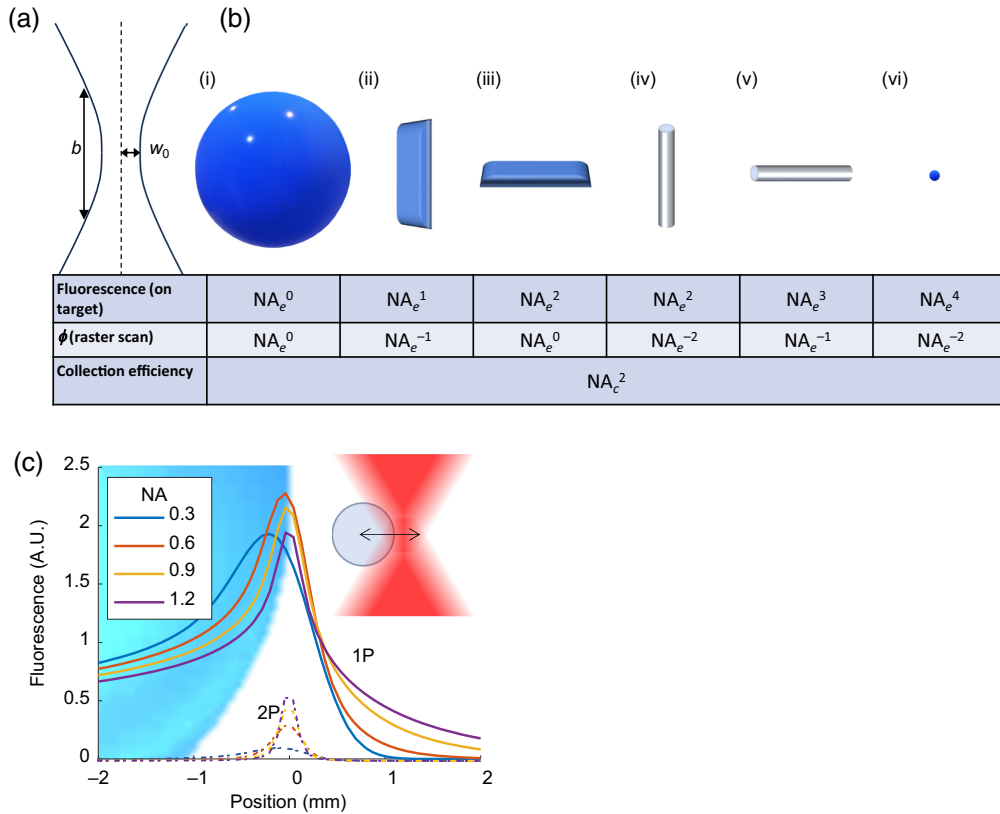 (a)
(b)
(i)
(ii)
(iii)
(iv)
(v)
(vi)
b
w₀
Fluorescence (on target) NAₑ⁰ NAₑ¹ NAₑ² NAₑ² NAₑ³ NAₑ⁴
ϕ (raster scan) NAₑ⁰ NAₑ⁻¹ NAₑ⁰ NAₑ⁻² NAₑ⁻¹ NAₑ⁻²
Collection efficiency NA_c²
(c)
2.5
2
1.5
1
0.5
0
Fluorescence (A.U.)
NA
0.3
0.6
0.9
1.2
1P
2P
–2 –1 0 1 2
Position (mm)